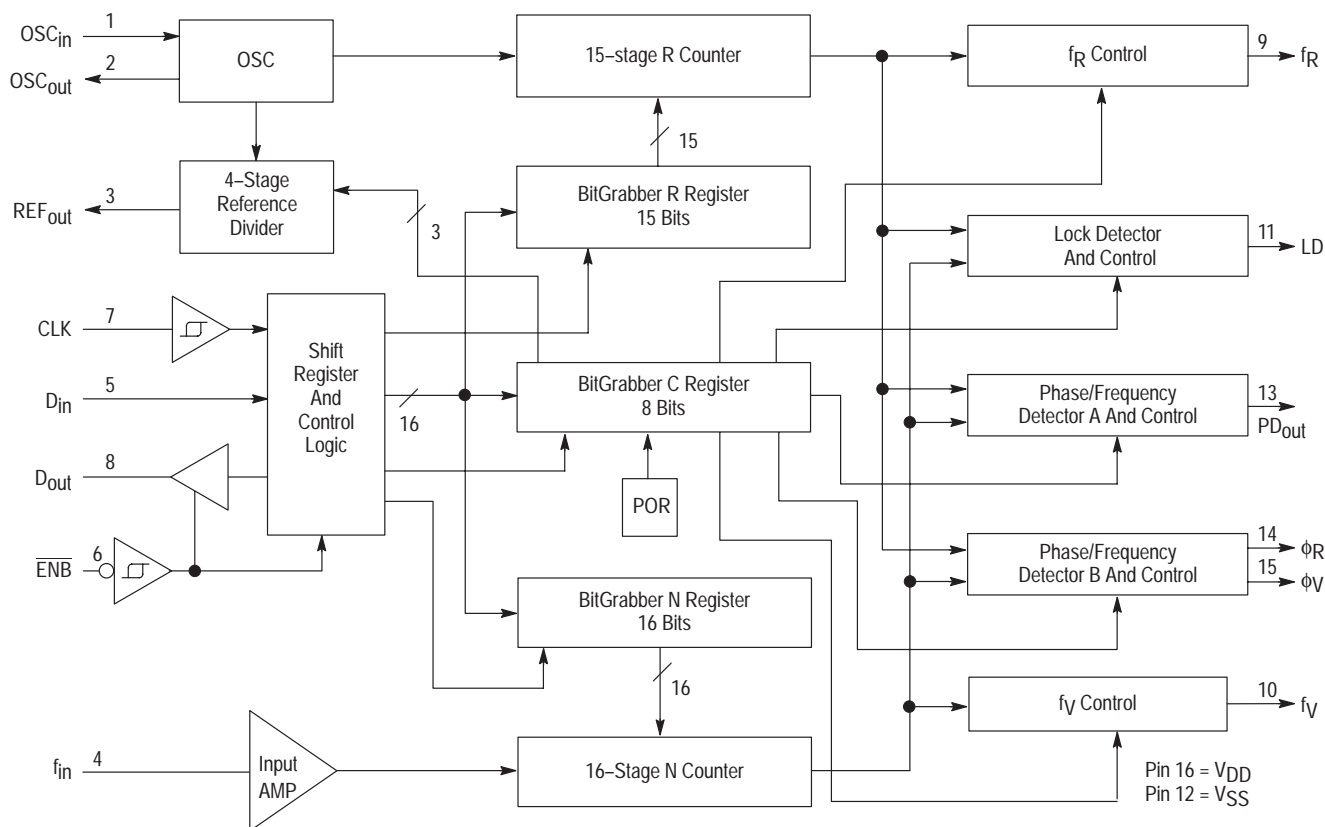 1
OSCin
2
OSCout
OSC
15–stage R Counter
fR Control
9
fR
15
3
REFout
4–Stage
Reference
Divider
3
BitGrabber R Register
15 Bits
Lock Detector
And Control
11
LD
7
CLK
5
Din
8
Dout
6
ENB
Shift
Register
And
Control
Logic
16
BitGrabber C Register
8 Bits
POR
Phase/Frequency
Detector A And Control
13
PDout
Phase/Frequency
Detector B And Control
14
ϕR
15
ϕV
BitGrabber N Register
16 Bits
16
fV Control
10
fV
4
fin
Input
AMP
16–Stage N Counter
Pin 16 = VDD
Pin 12 = VSS